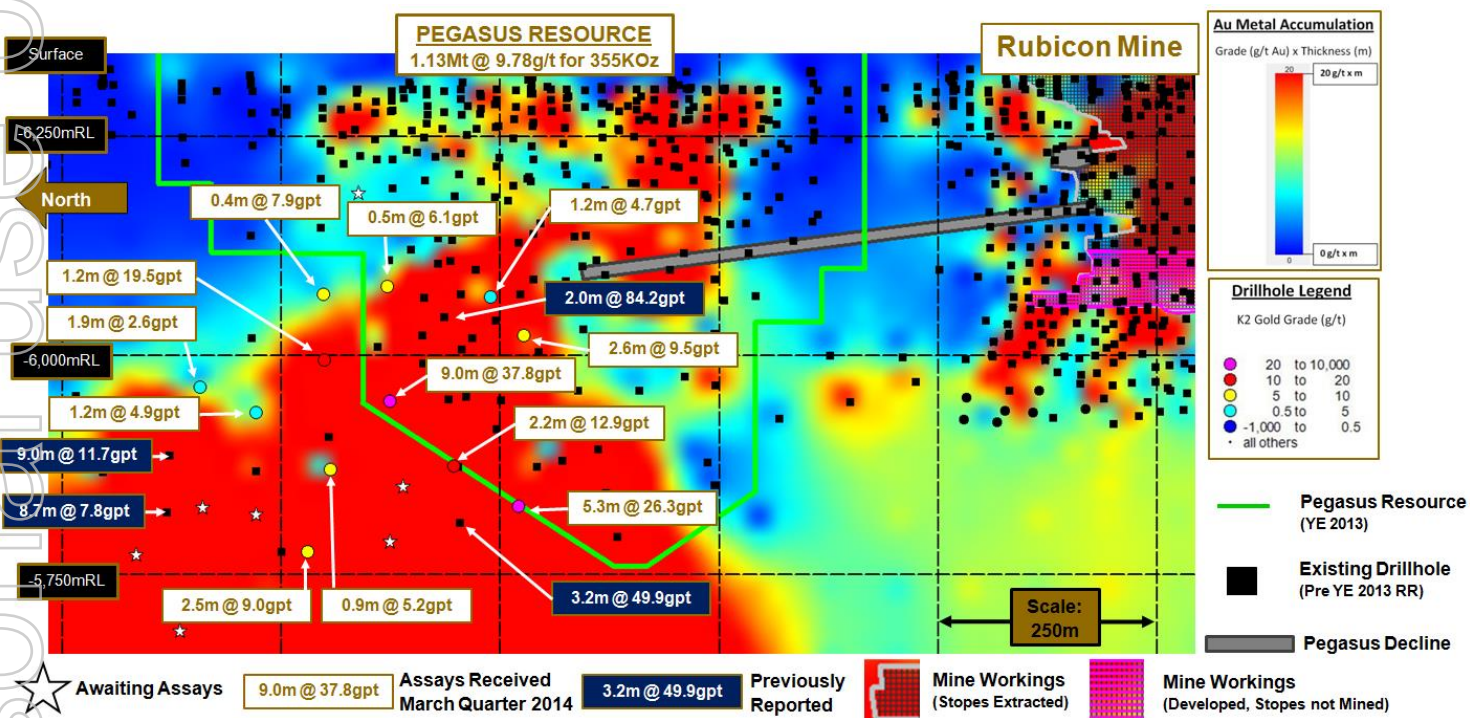 PEGASUS RESOURCE
1.13Mt @ 9.78g/t for 355KOz
Rubicon Mine
Surface
-6,250mRL
North
-6,000mRL
-5,750mRL
0.4m @ 7.9gpt
0.5m @ 6.1gpt
1.2m @ 4.7gpt
1.2m @ 19.5gpt
2.0m @ 84.2gpt
1.9m @ 2.6gpt
2.6m @ 9.5gpt
9.0m @ 37.8gpt
1.2m @ 4.9gpt
2.2m @ 12.9gpt
9.0m @ 11.7gpt
8.7m @ 7.8gpt
5.3m @ 26.3gpt
2.5m @ 9.0gpt
0.9m @ 5.2gpt
3.2m @ 49.9gpt
Scale:
250m
Au Metal Accumulation
Grade (g/t Au) x Thickness (m)
20
20 g/t x m
0
0 g/t x m
Drillhole Legend
K2 Gold Grade (g/t)
20 to 10,000
10 to 20
5 to 10
0.5 to 5
-1,000 to 0.5
all others
Pegasus Resource
(YE 2013)
Existing Drillhole
(Pre YE 2013 RR)
Pegasus Decline
Awaiting Assays
9.0m @ 37.8gpt
Assays Received
March Quarter 2014
3.2m @ 49.9gpt
Previously
Reported
Mine Workings
(Stopes Extracted)
Mine Workings
(Developed, Stopes not Mined)